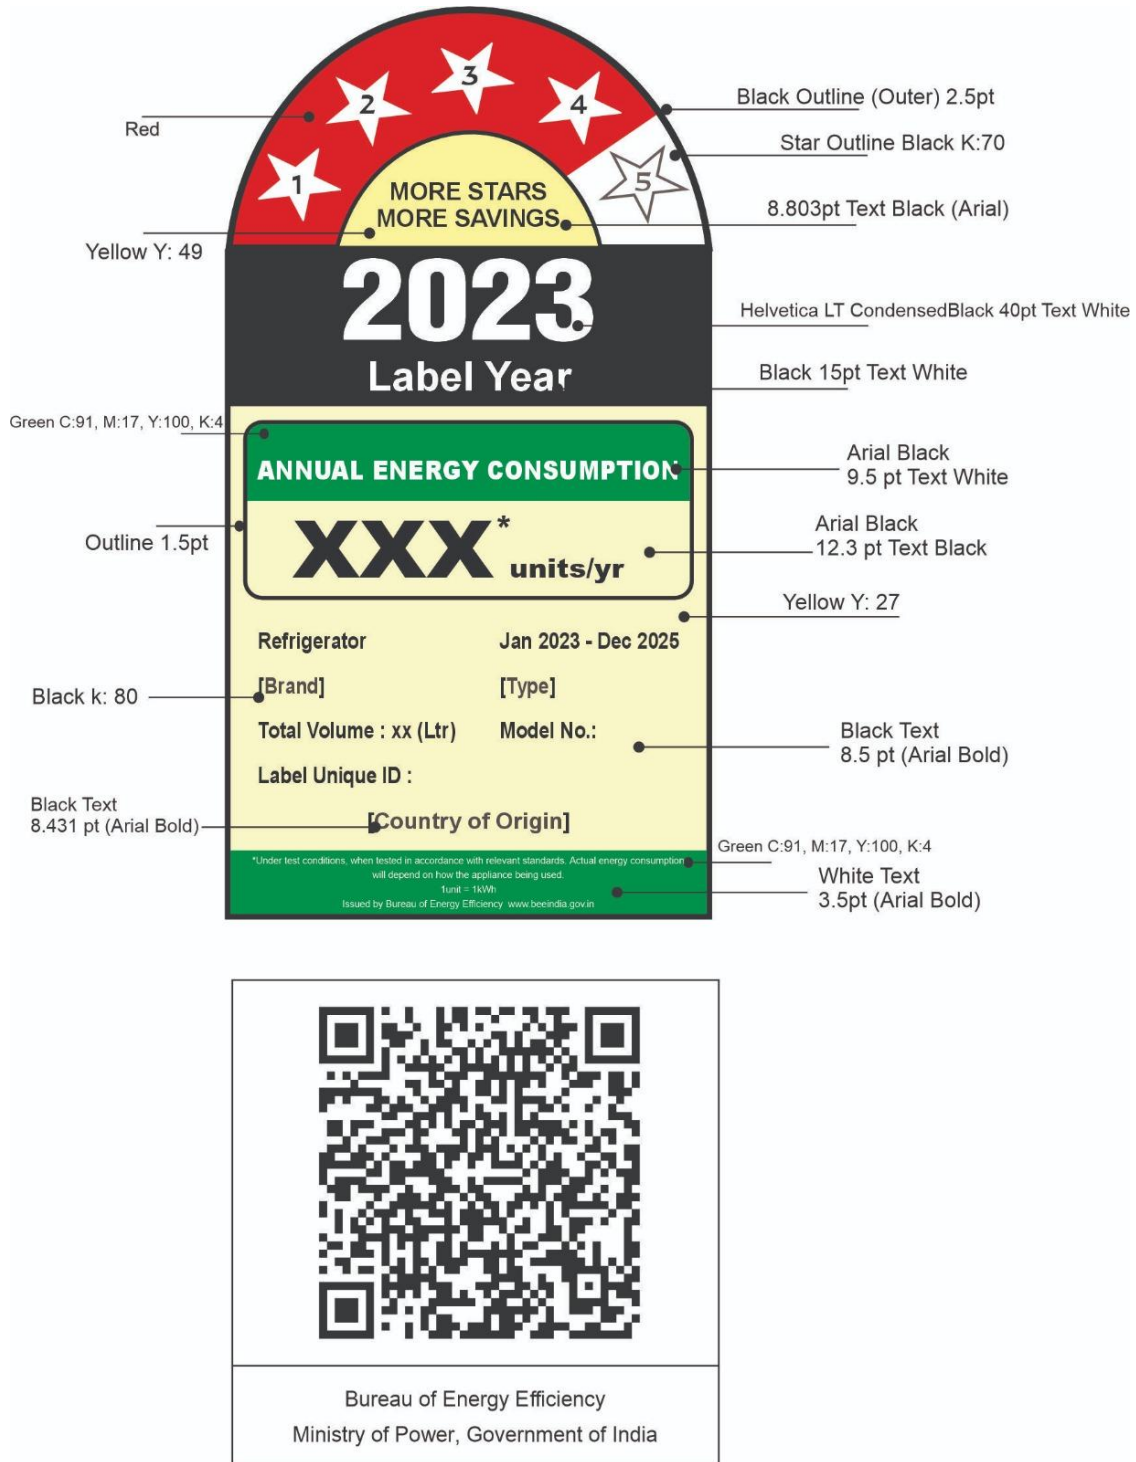 1
2
3
4
5
Red
Black Outline (Outer) 2.5pt
Star Outline Black K:70
MORE STARS
MORE SAVINGS
8.803pt Text Black (Arial)
Yellow Y: 49
2023
Helvetica LT CondensedBlack 40pt Text White
Label Year
Black 15pt Text White
Green C:91, M:17, Y:100, K:4
ANNUAL ENERGY CONSUMPTION
Arial Black
9.5 pt Text White
XXX* units/yr
Arial Black
12.3 pt Text Black
Outline 1.5pt
Yellow Y: 27
Refrigerator Jan 2023 - Dec 2025
[Brand] [Type]
Black k: 80
Total Volume : xx (Ltr) Model No.:
Black Text
8.5 pt (Arial Bold)
Label Unique ID :
Black Text
8.431 pt (Arial Bold)
[Country of Origin]
Green C:91, M:17, Y:100, K:4
*Under test conditions, when tested in accordance with relevant standards. Actual energy consumption
will depend on how the appliance being used.
1unit = 1kWh
Issued by Bureau of Energy Efficiency www.beeindia.gov.in
White Text
3.5pt (Arial Bold)
Bureau of Energy Efficiency
Ministry of Power, Government of India